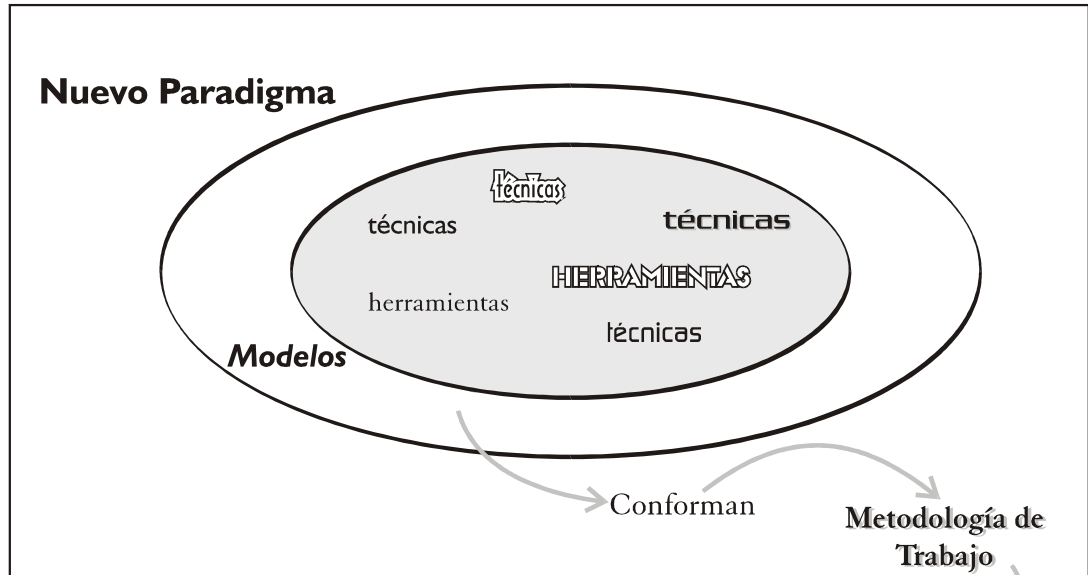 Nuevo Paradigma
técnicas
técnicas
técnicas
HERRAMIENTAS
herramientas
técnicas
Modelos
Conforman
Metodología de
Trabajo